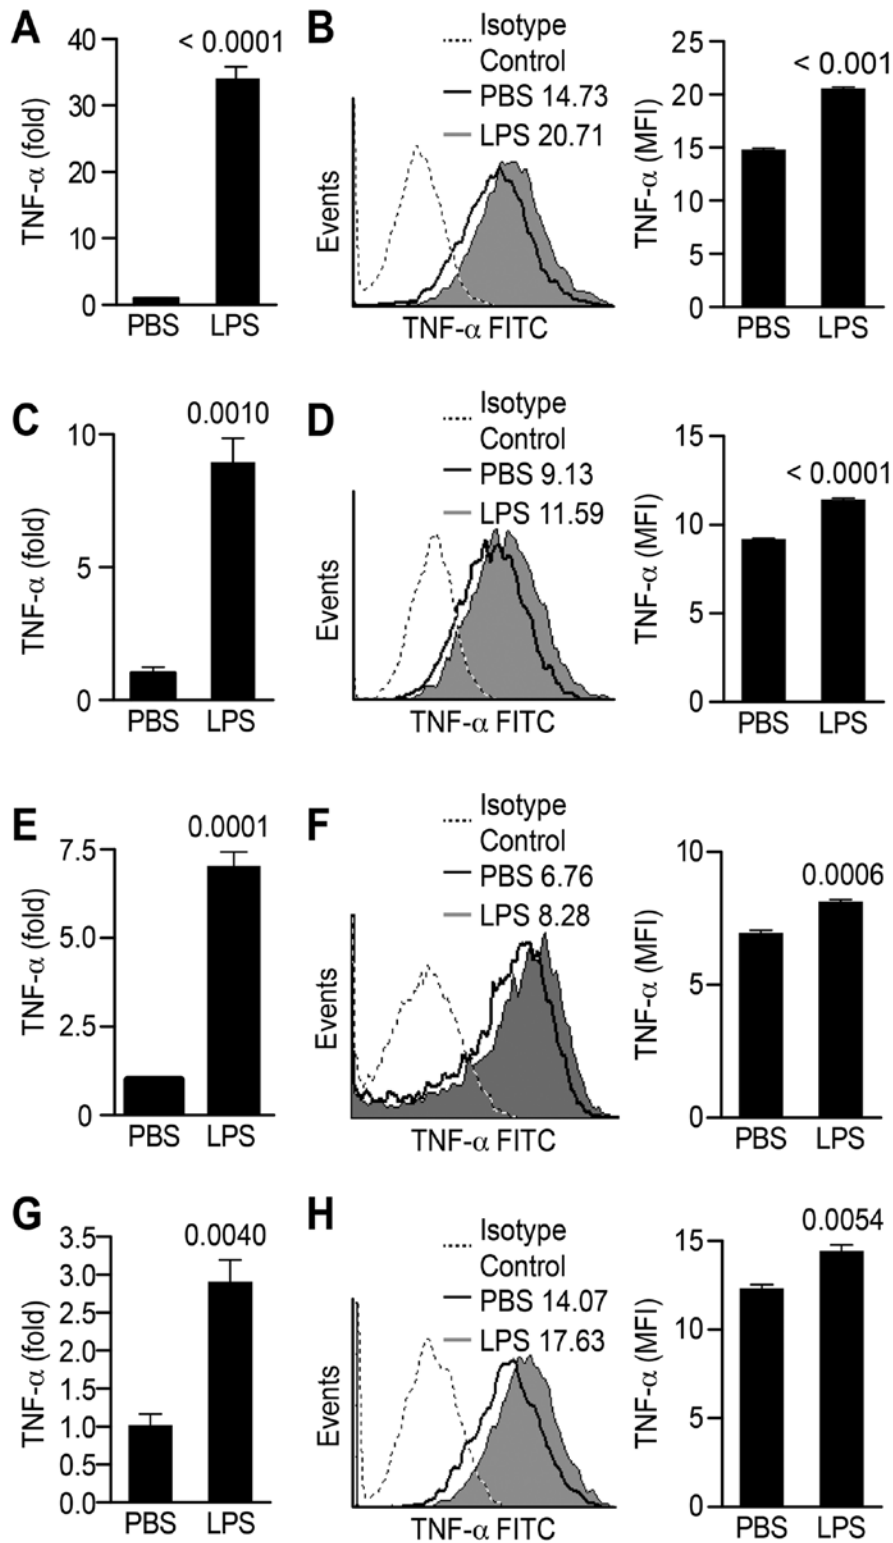 A
TNF-α (fold)
40
30
20
10
0
< 0.0001
PBS LPS
B
Isotype
Control
PBS 14.73
LPS 20.71
Events
TNF-α FITC
TNF-α (MFI)
25
20
15
10
5
0
< 0.001
PBS LPS
C
TNF-α (fold)
10
5
0
0.0010
PBS LPS
D
Isotype
Control
PBS 9.13
LPS 11.59
Events
TNF-α FITC
TNF-α (MFI)
15
10
5
0
< 0.0001
PBS LPS
E
TNF-α (fold)
7.5
5.0
2.5
0
0.0001
PBS LPS
F
Isotype
Control
PBS 6.76
LPS 8.28
Events
TNF-α FITC
TNF-α (MFI)
10
5
0
0.0006
PBS LPS
G
TNF-α (fold)
3.5
3.0
2.5
2.0
1.5
1.0
0.5
0.0
0.0040
PBS LPS
H
Isotype
Control
PBS 14.07
LPS 17.63
Events
TNF-α FITC
TNF-α (MFI)
15
10
5
0
0.0054
PBS LPS